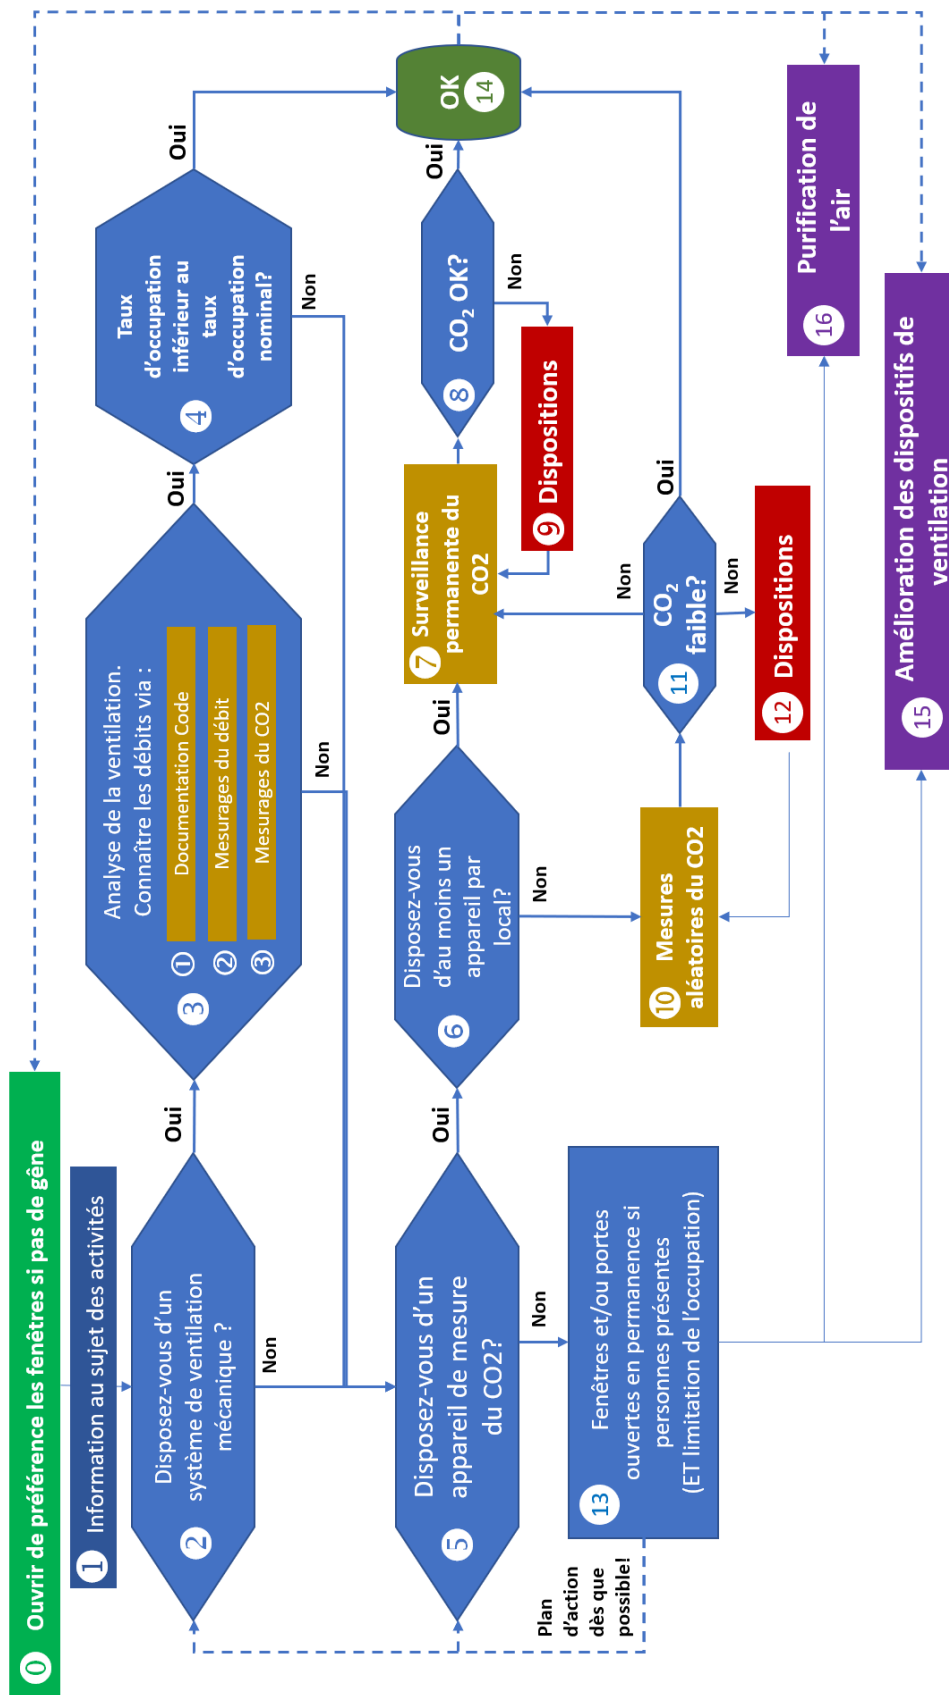 0 Ouvrir de préférence les fenêtres si pas de gêne
1 Information au sujet des activités
2 Disposez-vous d'un
système de ventilation
mécanique ?
Oui
Non
3 Analyse de la ventilation.
Connaître les débits via :
① Documentation Code
② Mesurages du débit
③ Mesurages du CO2
Oui
Non
4 Taux
d'occupation
inférieur au
taux
d'occupation
nominal?
Oui
Non
5 Disposez-vous d'un
appareil de mesure
du CO2?
Oui
Non
6 Disposez-vous
d'au moins un
appareil par
local?
Oui
Non
7 Surveillance
permanente du
CO2
8 CO₂ OK?
Oui
Non
9 Dispositions
OK
14
10 Mesures
aléatoires du CO2
11 CO₂
faible?
Oui
Non
Non
12 Dispositions
13 Fenêtres et/ou portes
ouvertes en permanence si
personnes présentes
(ET limitation de l'occupation)
Plan
d'action
dès que
possible!
16 Purification de
l'air
15 Amélioration des dispositifs de
ventilation